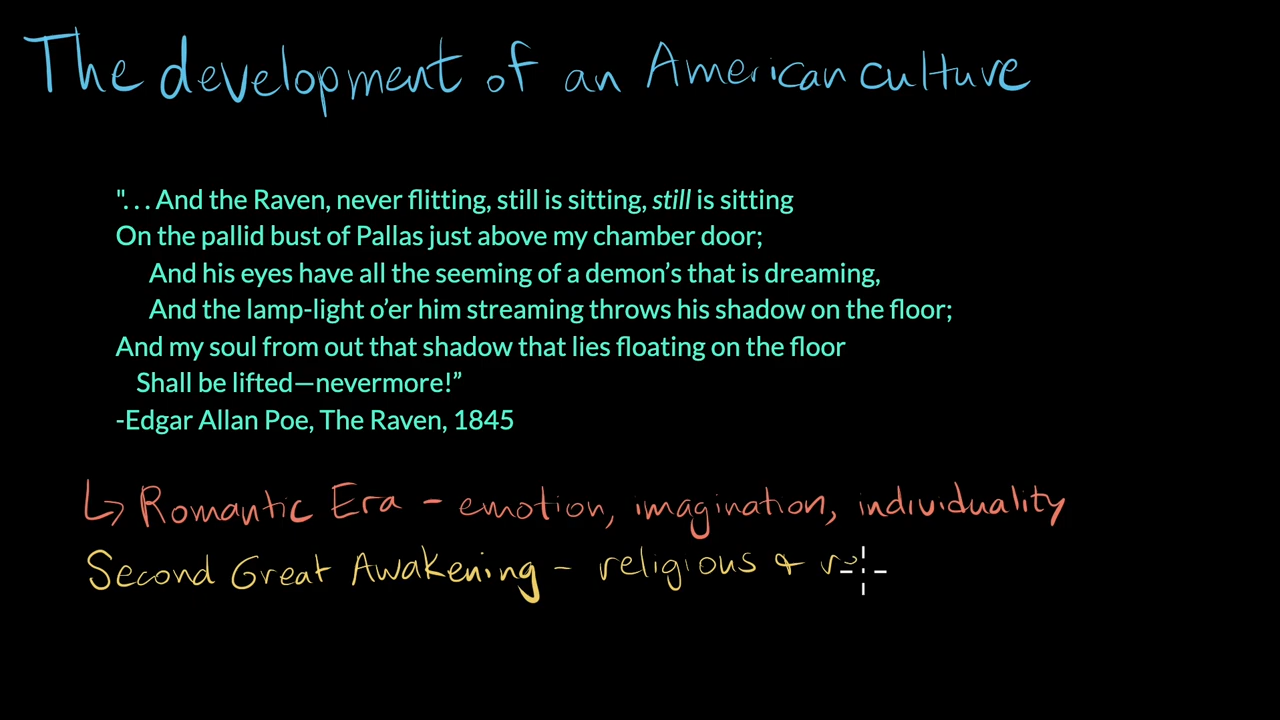 The development of an American culture
". . . And the Raven, never flitting, still is sitting, still is sitting
On the pallid bust of Pallas just above my chamber door;
And his eyes have all the seeming of a demon's that is dreaming,
And the lamp-light o'er him streaming throws his shadow on the floor;
And my soul from out that shadow that lies floating on the floor
Shall be lifted—nevermore!”
-Edgar Allan Poe, The Raven, 1845
↳ Romantic Era - emotion, imagination, individuality
Second Great Awakening - religious &